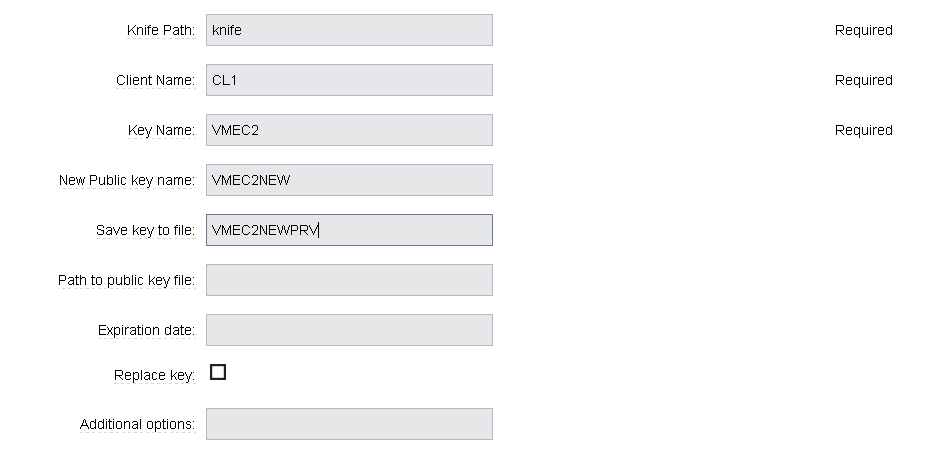 Knife Path: knife Required
Client Name: CL1 Required
Key Name: VMEC2 Required
New Public key name: VMEC2NEW
Save key to file: VMEC2NEWPRV
Path to public key file:
Expiration date:
Replace key:
Additional options: